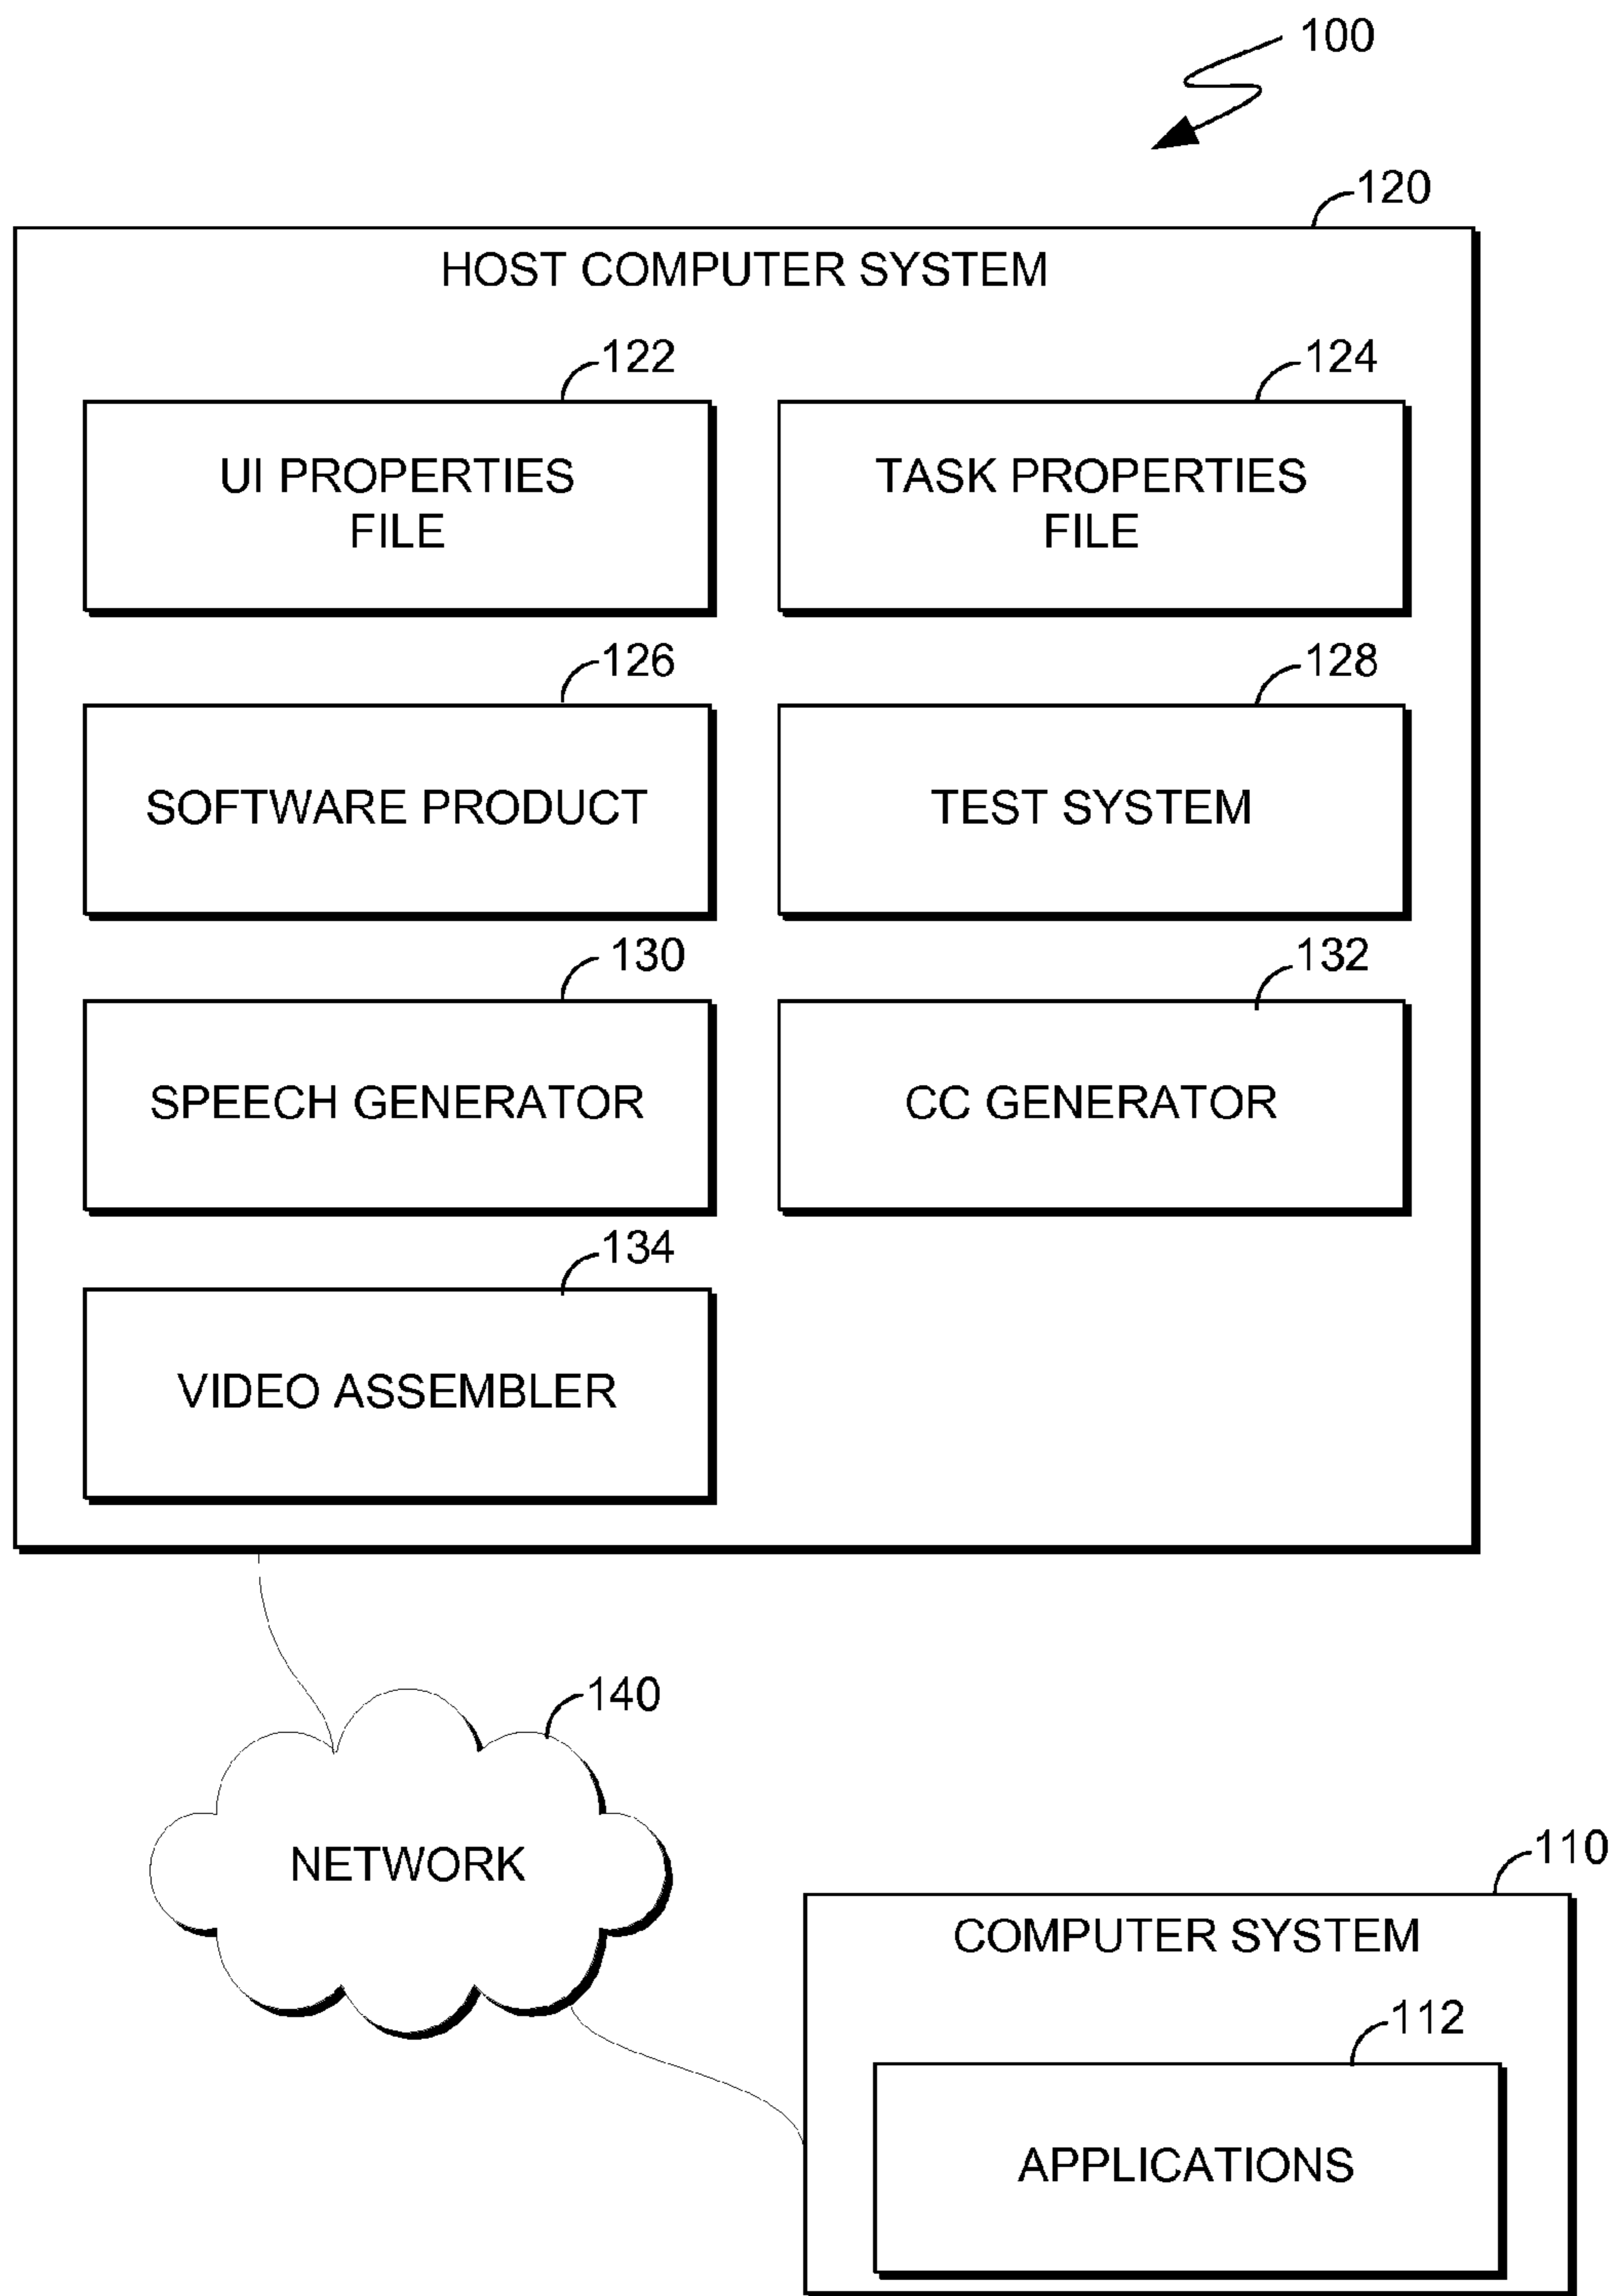 100
120
HOST COMPUTER SYSTEM
122
124
UI PROPERTIES
FILE
TASK PROPERTIES
FILE
126
128
SOFTWARE PRODUCT
TEST SYSTEM
130
132
SPEECH GENERATOR
CC GENERATOR
134
VIDEO ASSEMBLER
140
NETWORK
110
COMPUTER SYSTEM
112
APPLICATIONS